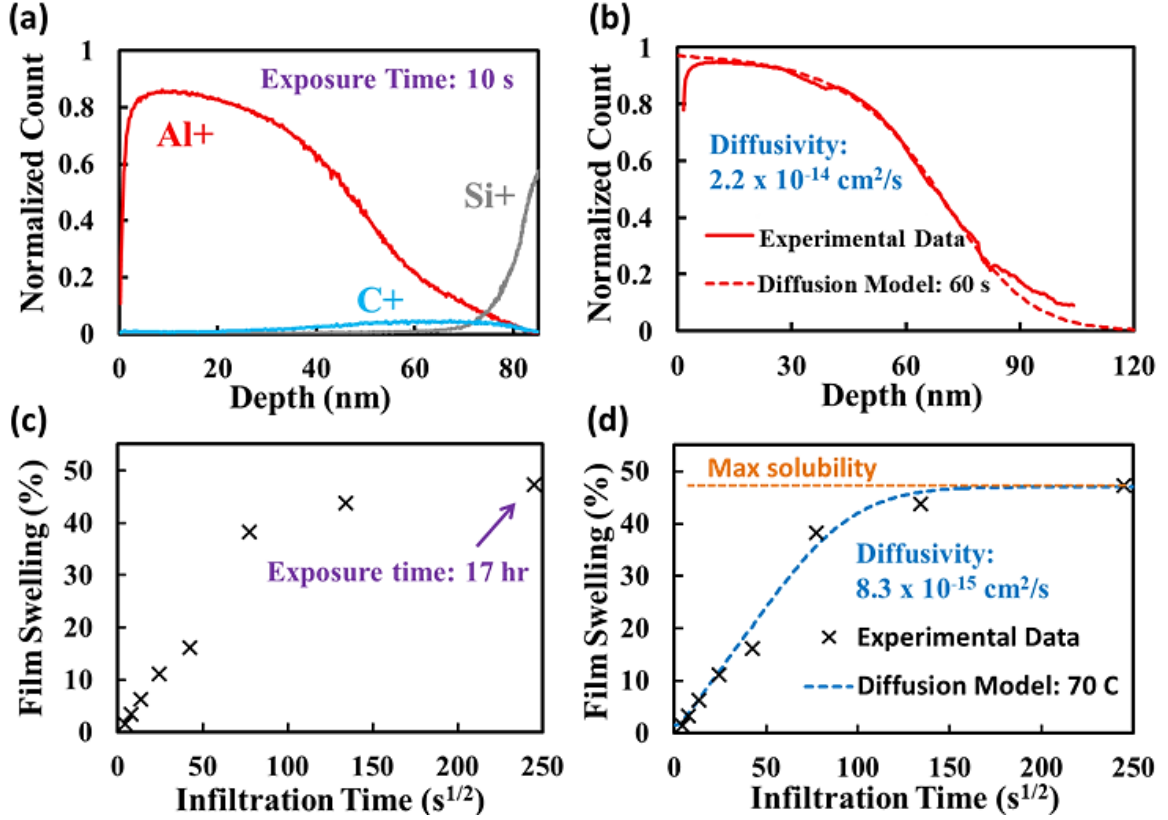 (a)
Normalized Count
1
0.8
0.6
0.4
0.2
0
Exposure Time: 10 s
Al+
Si+
C+
0 20 40 60 80
Depth (nm)
(b)
Normalized Count
1
0.8
0.6
0.4
0.2
0
Diffusivity:
2.2 x 10⁻¹⁴ cm²/s
Experimental Data
Diffusion Model: 60 s
0 30 60 90 120
Depth (nm)
(c)
Film Swelling (%)
50
40
30
20
10
0
Exposure time: 17 hr
0 50 100 150 200 250
Infiltration Time (s¹/²)
(d)
Film Swelling (%)
50
40
30
20
10
0
Max solubility
Diffusivity:
8.3 x 10⁻¹⁵ cm²/s
Experimental Data
Diffusion Model: 70 C
0 50 100 150 200 250
Infiltration Time (s¹/²)